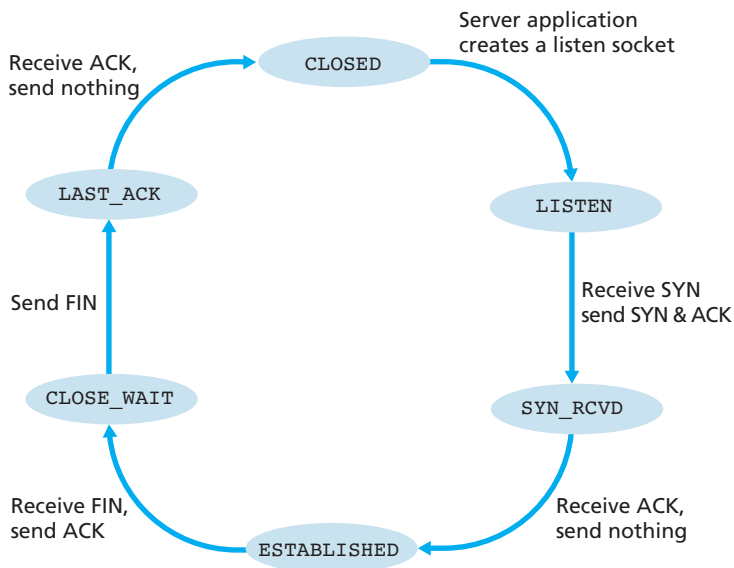 Server application
creates a listen socket
CLOSED
Receive ACK,
send nothing
LAST_ACK
LISTEN
Send FIN
Receive SYN
send SYN & ACK
CLOSE_WAIT
SYN_RCVD
Receive FIN,
send ACK
Receive ACK,
send nothing
ESTABLISHED